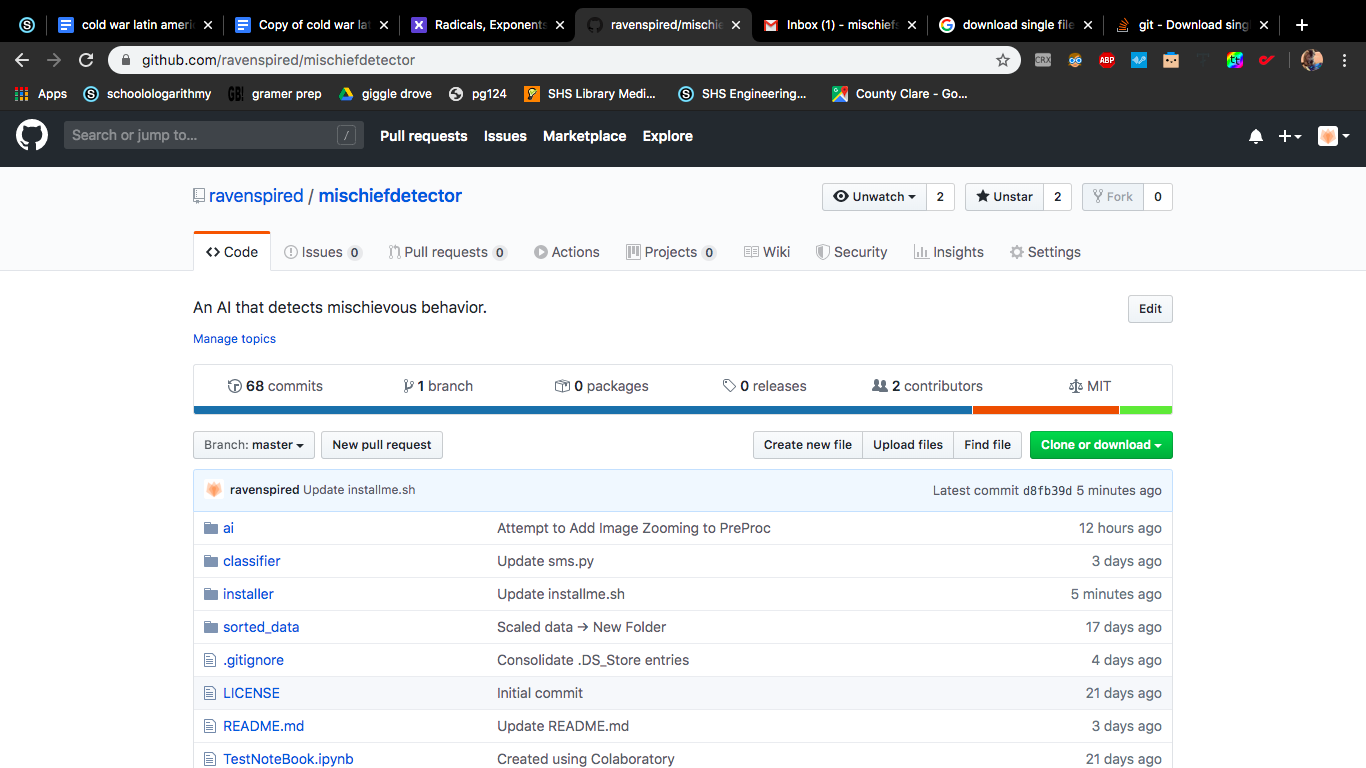 cold war latin ameri
Copy of cold war lat
Radicals, Exponents
ravenspired/mischie
Inbox (1) - mischiefs
download single file
git - Download sing
github.com/ravenspired/mischiefdetector
CRX
ABP
Apps
schoolologarithmy
GB!
gramer prep
giggle drove
pg124
SHS Library Medi...
SHS Engineering...
County Clare - Go...
Search or jump to...
/
Pull requests
Issues
Marketplace
Explore
ravenspired / mischiefdetector
Unwatch 2
Unstar 2
Fork 0
Code
Issues 0
Pull requests 0
Actions
Projects 0
Wiki
Security
Insights
Settings
An AI that detects mischievous behavior.
Edit
Manage topics
68 commits
1 branch
0 packages
0 releases
2 contributors
MIT
Branch: master
New pull request
Create new file
Upload files
Find file
Clone or download
ravenspired Update installme.sh Latest commit d8fb39d 5 minutes ago
ai Attempt to Add Image Zooming to PreProc 12 hours ago
classifier Update sms.py 3 days ago
installer Update installme.sh 5 minutes ago
sorted_data Scaled data → New Folder 17 days ago
.gitignore Consolidate .DS_Store entries 4 days ago
LICENSE Initial commit 21 days ago
README.md Update README.md 3 days ago
TestNoteBook.ipynb Created using Colaboratory 21 days ago